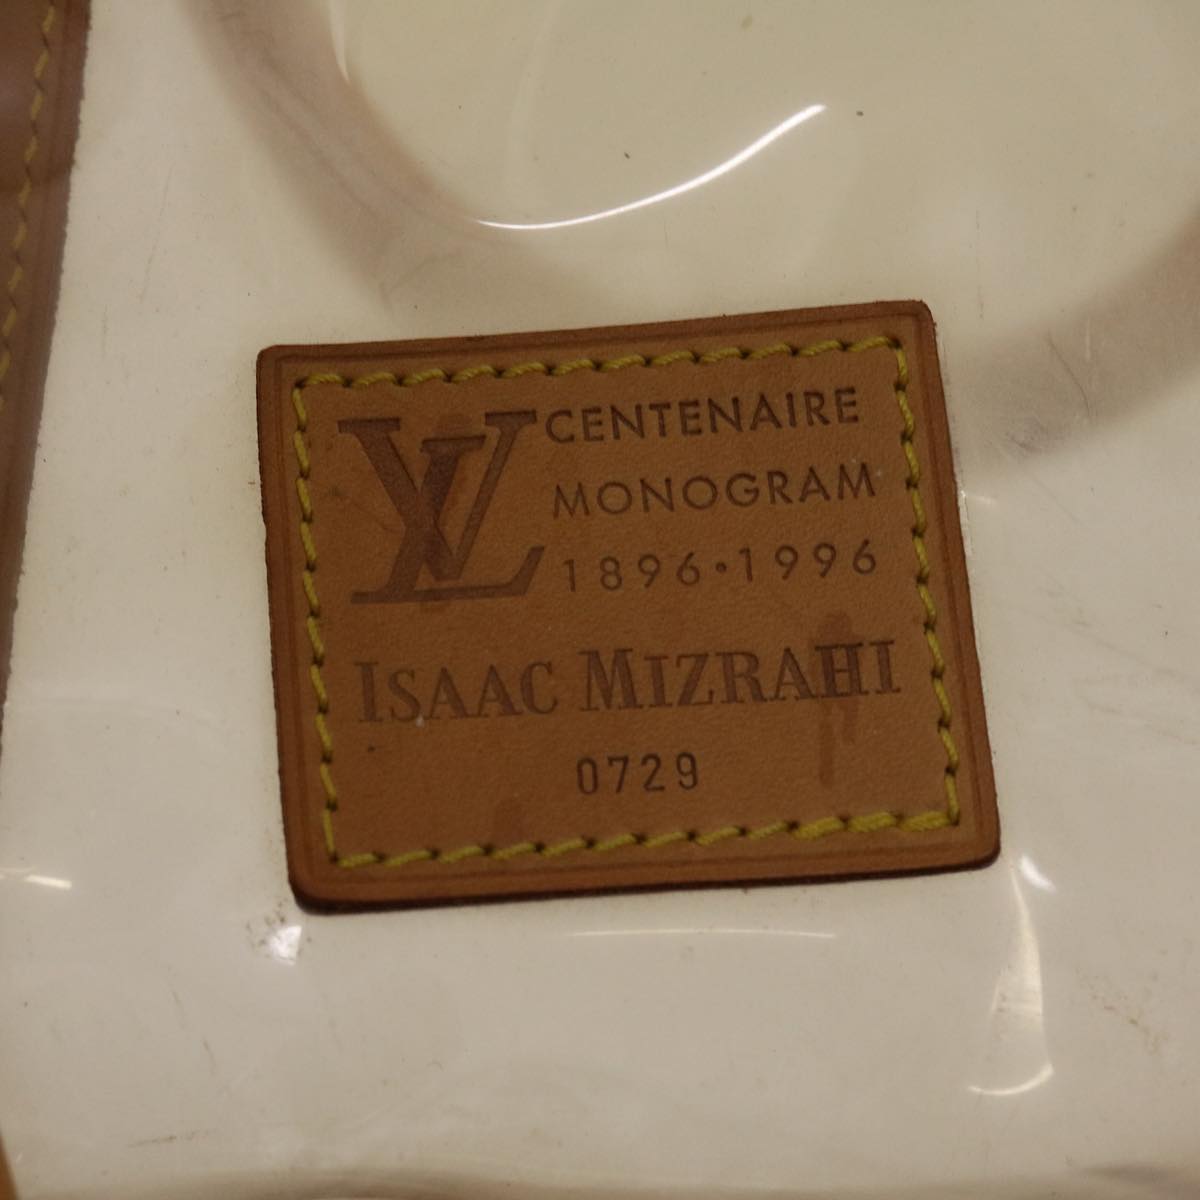 LV
CENTENAIRE
MONOGRAM
1896·1996
ISAAC MIZRAHI
0729